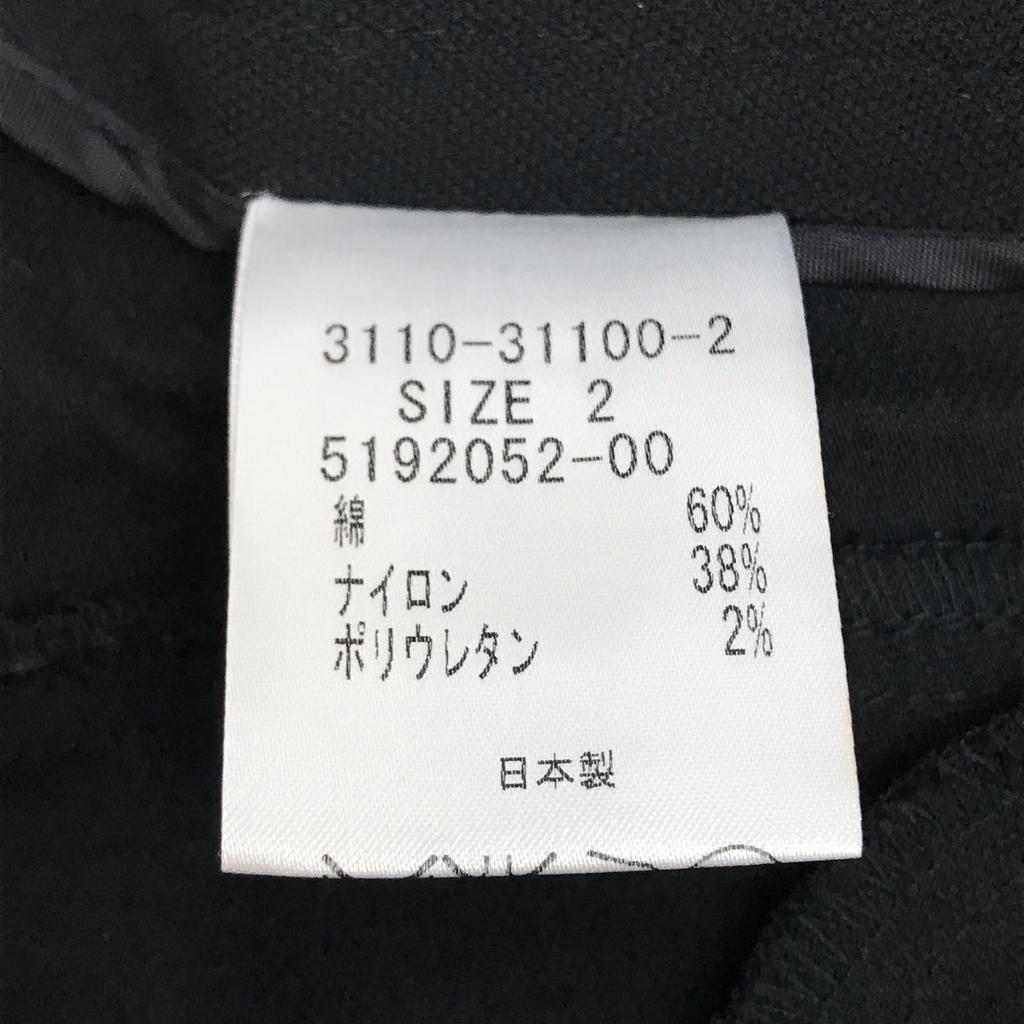 3110-31100-2
SIZE 2
5192052-00
綿 60%
ナイロン 38%
ポリウレタン 2%
日本製